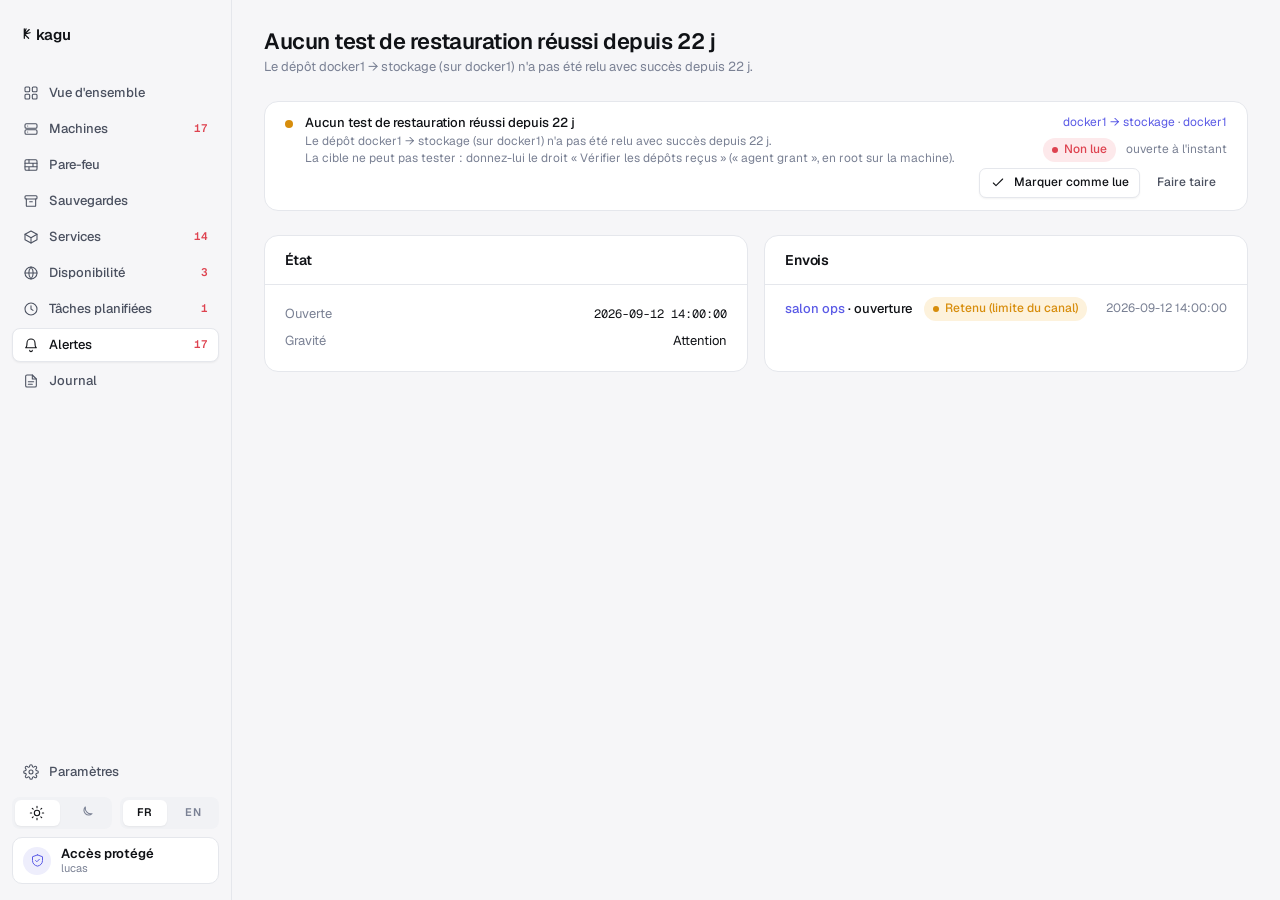 kagu
Vue d'ensemble
Machines 17
Pare-feu
Sauvegardes
Services 14
Disponibilité 3
Tâches planifiées 1
Alertes 17
Journal
Paramètres
FR EN
Accès protégé
lucas
Aucun test de restauration réussi depuis 22 j
Le dépôt docker1 → stockage (sur docker1) n'a pas été relu avec succès depuis 22 j.
Aucun test de restauration réussi depuis 22 j
Le dépôt docker1 → stockage (sur docker1) n'a pas été relu avec succès depuis 22 j.
La cible ne peut pas tester : donnez-lui le droit « Vérifier les dépôts reçus » (« agent grant », en root sur la machine).
docker1 → stockage · docker1
Non lue ouverte à l'instant
Marquer comme lue Faire taire
État
Ouverte 2026-09-12 14:00:00
Gravité Attention
Envois
salon ops · ouverture Retenu (limite du canal) 2026-09-12 14:00:00